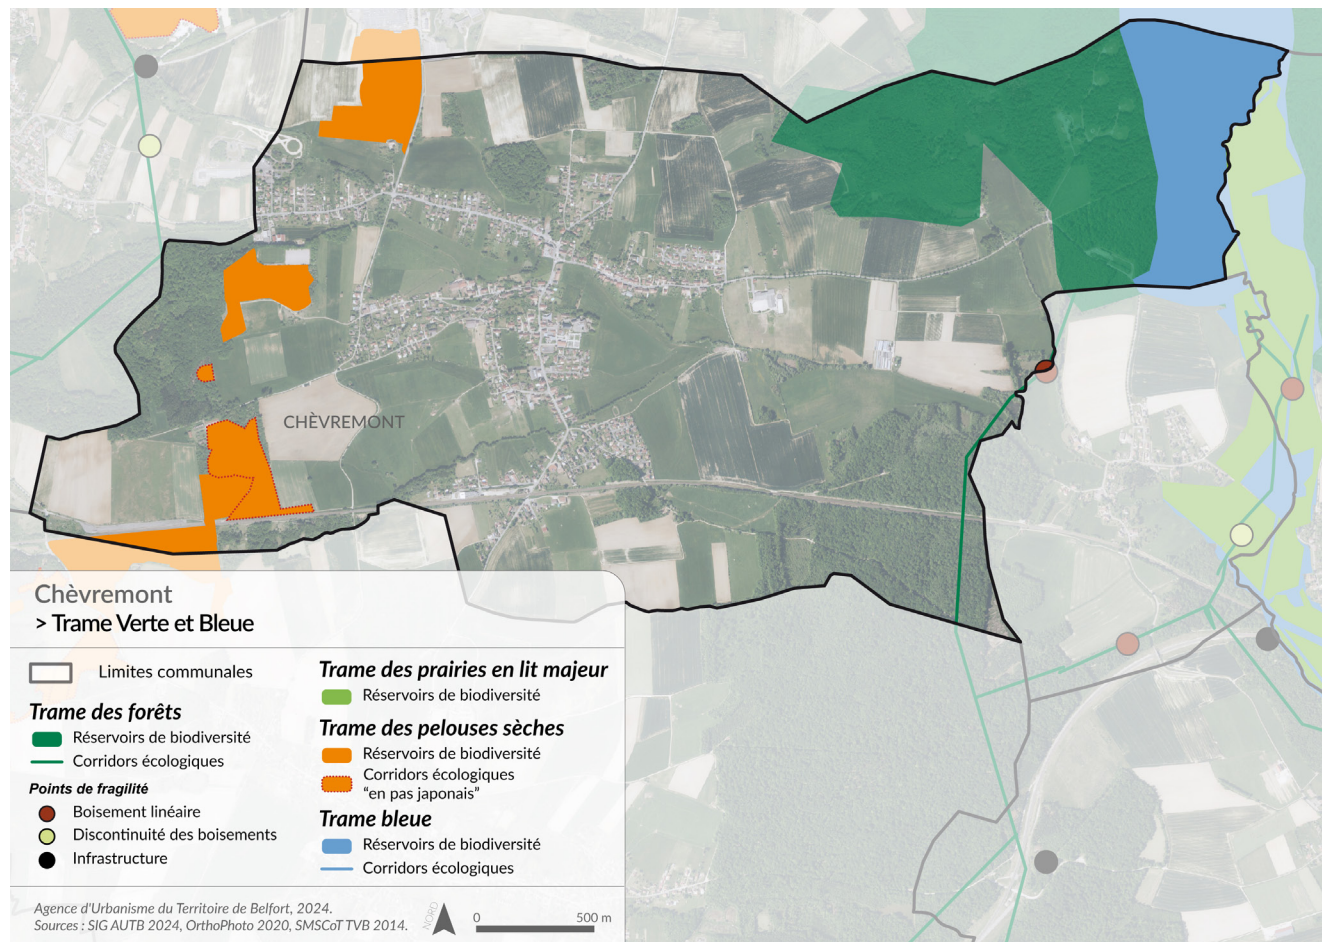 CHÈVREMONT
Chèvremont
> Trame Verte et Bleue
Limites communales
Trame des forêts
Réservoirs de biodiversité
Corridors écologiques
Points de fragilité
Boisement linéaire
Discontinuité des boisements
Infrastructure
Trame des prairies en lit majeur
Réservoirs de biodiversité
Trame des pelouses sèches
Réservoirs de biodiversité
Corridors écologiques
“en pas japonais”
Trame bleue
Réservoirs de biodiversité
Corridors écologiques
Agence d'Urbanisme du Territoire de Belfort, 2024.
Sources : SIG AUTB 2024, OrthoPhoto 2020, SMSCoT TVB 2014.
NORD
0 500 m